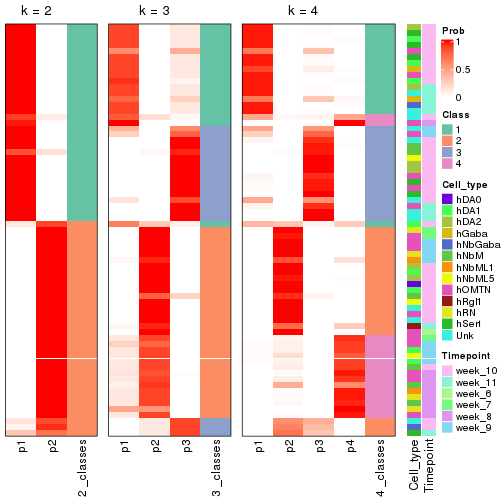 k = 2
k = 3
k = 4
p1
p2
2_classes
p1
p2
p3
3_classes
p1
p2
p3
p4
4_classes
Cell_type
Timepoint
Prob
1
0.5
0
Class
1
2
3
4
Cell_type
hDA0
hDA1
hDA2
hGaba
hNbGaba
hNbM
hNbML1
hNbML5
hOMTN
hRgl1
hRN
hSert
Unk
Timepoint
week_10
week_11
week_6
week_7
week_8
week_9